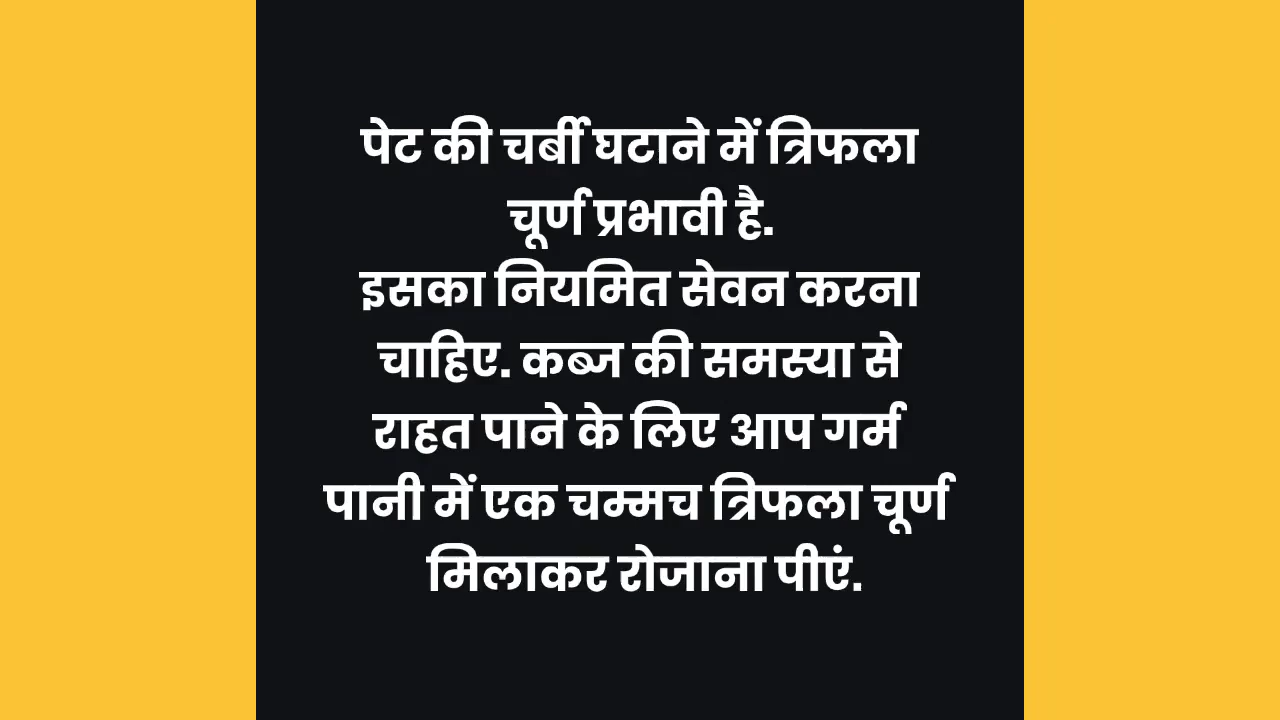 पेट की चर्बी घटाने में त्रिफला
चूर्ण प्रभावी है.
इसका नियमित सेवन करना
चाहिए. कब्ज की समस्या से
राहत पाने के लिए आप गर्म
पानी में एक चम्मच त्रिफला चूर्ण
मिलाकर रोजाना पीएं.